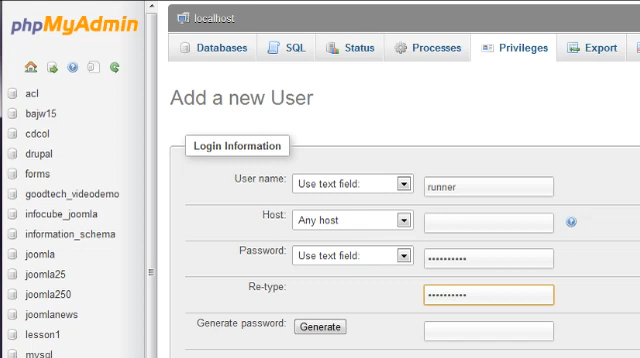 phpMyAdmin
localhost
Databases SQL Status Processes Privileges Export
Add a new User
Login Information
User name: Use text field: runner
Host: Any host
Password: Use text field: ••••••••••
Re-type: ••••••••••
Generate password: Generate
acl
bajw15
cdcol
drupal
forms
goodtech_videodemo
infocube_joomla
information_schema
joomla
joomla25
joomla250
joomlanews
lesson1
mysql